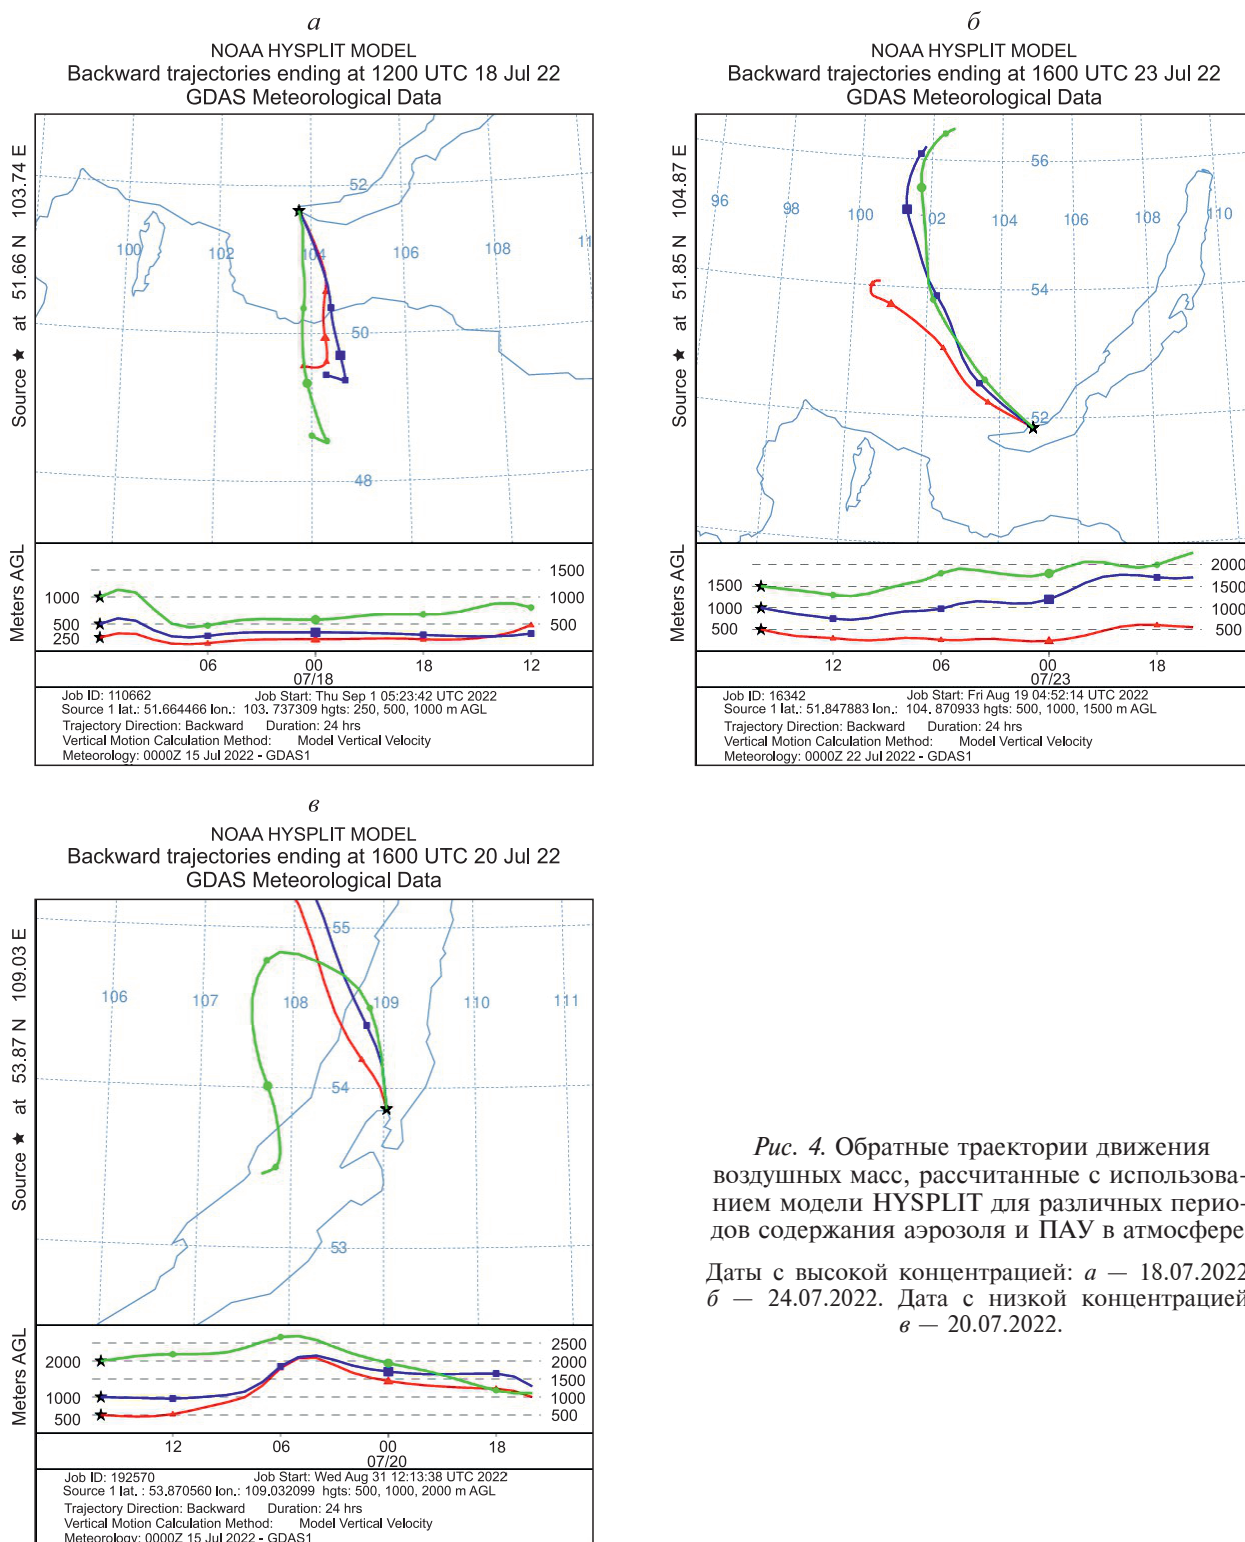 а
NOAA HYSPLIT MODEL
Backward trajectories ending at 1200 UTC 18 Jul 22
GDAS Meteorological Data
Source ★ at 51.66 N 103.74 E
52
100 102 104 106 108 11
50
48
Meters AGL
1500
1000 1000
500 500
250
06 00 18 12
07/18
Job ID: 110662 Job Start: Thu Sep 1 05:23:42 UTC 2022
Source 1 lat.: 51.664466 lon.: 103.737309 hgts: 250, 500, 1000 m AGL
Trajectory Direction: Backward Duration: 24 hrs
Vertical Motion Calculation Method: Model Vertical Velocity
Meteorology: 0000Z 15 Jul 2022 - GDAS1
б
NOAA HYSPLIT MODEL
Backward trajectories ending at 1600 UTC 23 Jul 22
GDAS Meteorological Data
Source ★ at 51.85 N 104.87 E
56
96 98 100 102 104 106 108 110
54
52
Meters AGL
2000
1500 1500
1000 1000
500 500
12 06 00 18
07/23
Job ID: 16342 Job Start: Fri Aug 19 04:52:14 UTC 2022
Source 1 lat.: 51.847883 lon.: 104.870933 hgts: 500, 1000, 1500 m AGL
Trajectory Direction: Backward Duration: 24 hrs
Vertical Motion Calculation Method: Model Vertical Velocity
Meteorology: 0000Z 22 Jul 2022 - GDAS1
в
NOAA HYSPLIT MODEL
Backward trajectories ending at 1600 UTC 20 Jul 22
GDAS Meteorological Data
Source ★ at 53.87 N 109.03 E
55
106 107 108 109 110 111
54
53
Meters AGL
2500
2000 2000
1500
1000 1000
500 500
12 06 00 18
07/20
Job ID: 192570 Job Start: Wed Aug 31 12:13:38 UTC 2022
Source 1 lat. : 53.870560 lon.: 109.032099 hgts: 500, 1000, 2000 m AGL
Trajectory Direction: Backward Duration: 24 hrs
Vertical Motion Calculation Method: Model Vertical Velocity
Meteorology: 0000Z 15 Jul 2022 - GDAS1
Рис. 4. Обратные траектории движения
воздушных масс, рассчитанные с использова-
нием модели HYSPLIT для различных перио-
дов содержания аэрозоля и ПАУ в атмосфере
Даты с высокой концентрацией: а — 18.07.2022
б — 24.07.2022. Дата с низкой концентрацией
в — 20.07.2022.